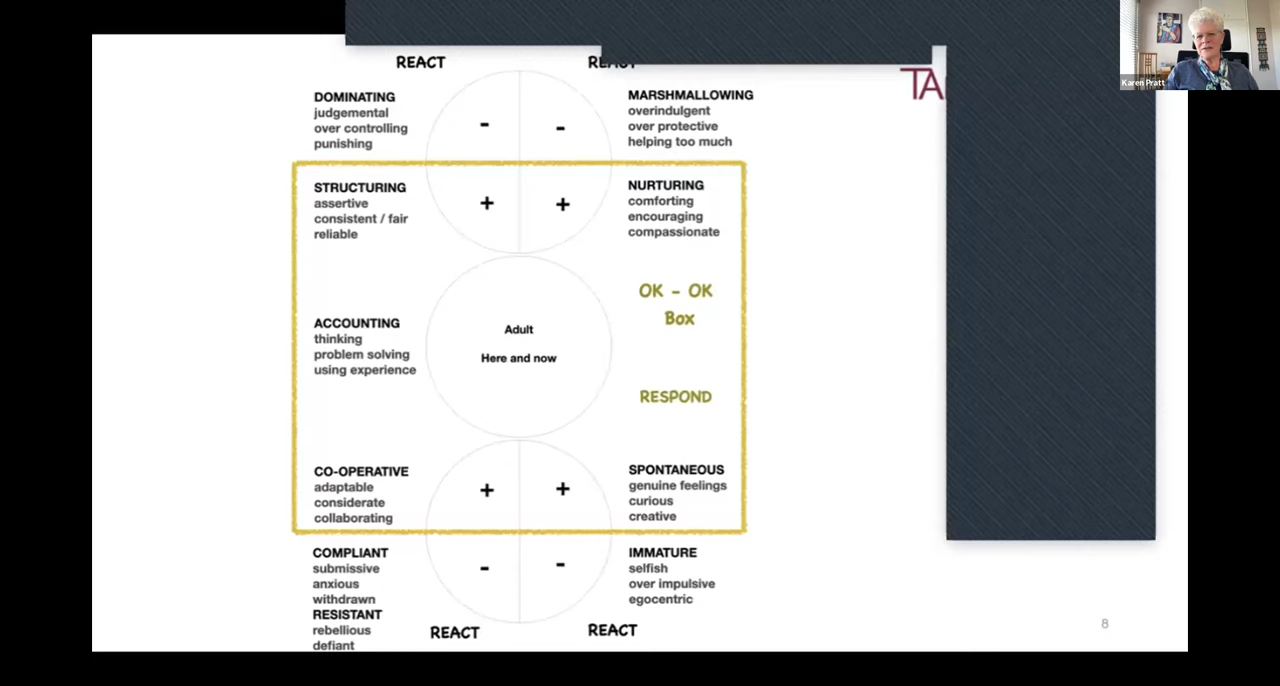 REACT
REACT
DOMINATING
judgemental
over controlling
punishing
-
-
MARSHMALLOWING
overindulgent
over protective
helping too much
TA
Karen Pratt
STRUCTURING
assertive
consistent / fair
reliable
+
+
NURTURING
comforting
encouraging
compassionate
ACCOUNTING
thinking
problem solving
using experience
Adult
Here and now
OK - OK
Box
RESPOND
CO-OPERATIVE
adaptable
considerate
collaborating
+
+
SPONTANEOUS
genuine feelings
curious
creative
COMPLIANT
submissive
anxious
withdrawn
RESISTANT
rebellious
defiant
-
-
IMMATURE
selfish
over impulsive
egocentric
REACT
REACT
8